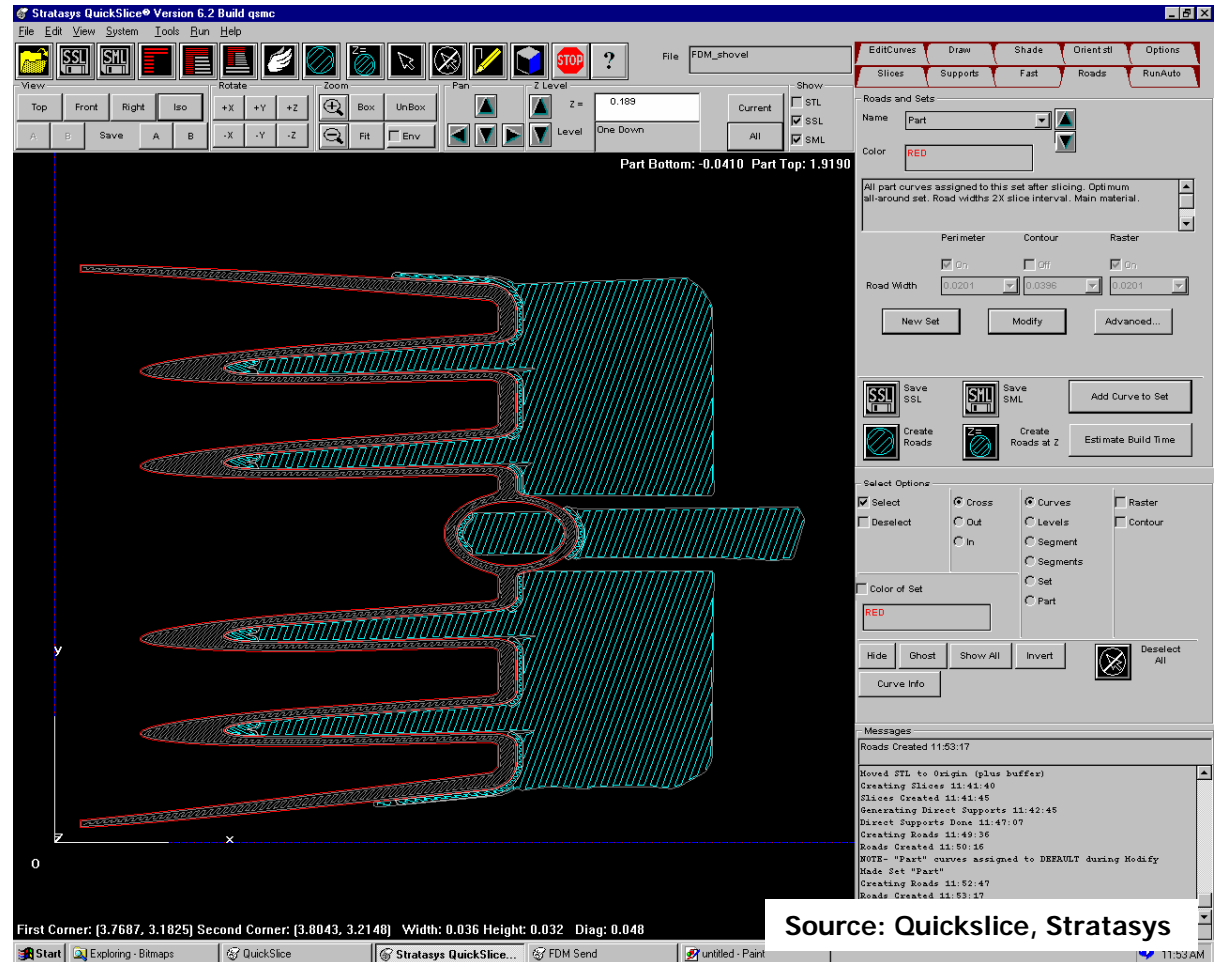 Stratasys QuickSlice® Version 6.2 Build qsmc
File Edit View System Tools Run Help
SSL SML Z= STOP ? File FDM_shovel
View Rotate Zoom Pan Z Level Show
Top Front Right Iso +X +Y +Z Box UnBox Z = 0.189 Current STL
SSL
A B Save A B -X -Y -Z Fit Env Level One Down All SML
Part Bottom: -0.0410 Part Top: 1.9190
y
Z x
0
First Corner: (3.7687, 3.1825) Second Corner: (3.8043, 3.2148) Width: 0.036 Height: 0.032 Diag: 0.048
EditCurves Draw Shade Orient stl Options
Slices Supports Fast Roads RunAuto
Roads and Sets
Name Part
Color RED
All part curves assigned to this set after slicing. Optimum
all-around set. Road widths 2X slice interval. Main material.
Perimeter Contour Raster
On Off On
Road Width 0.0201 0.0396 0.0201
New Set Modify Advanced...
SSL Save SSL SML Save SML Add Curve to Set
Create Roads Z= Create Roads at Z Estimate Build Time
Select Options
Select Cross Curves Raster
Deselect Out Levels Contour
In Segment
Segments
Color of Set Set
RED Part
Hide Ghost Show All Invert Deselect All
Curve Info
Messages
Roads Created 11:53:17
Moved STL to Origin (plus buffer)
Creating Slices 11:41:40
Slices Created 11:41:45
Generating Direct Supports 11:42:45
Direct Supports Done 11:47:07
Creating Roads 11:49:36
Roads Created 11:50:16
NOTE- "Part" curves assigned to DEFAULT during Modify
Made Set "Part"
Creating Roads 11:52:47
Roads Created 11:53:17
Source: Quickslice, Stratasys
Start Exploring - Bitmaps QuickSlice Stratasys QuickSlice... FDM Send untitled - Paint 11:53 AM